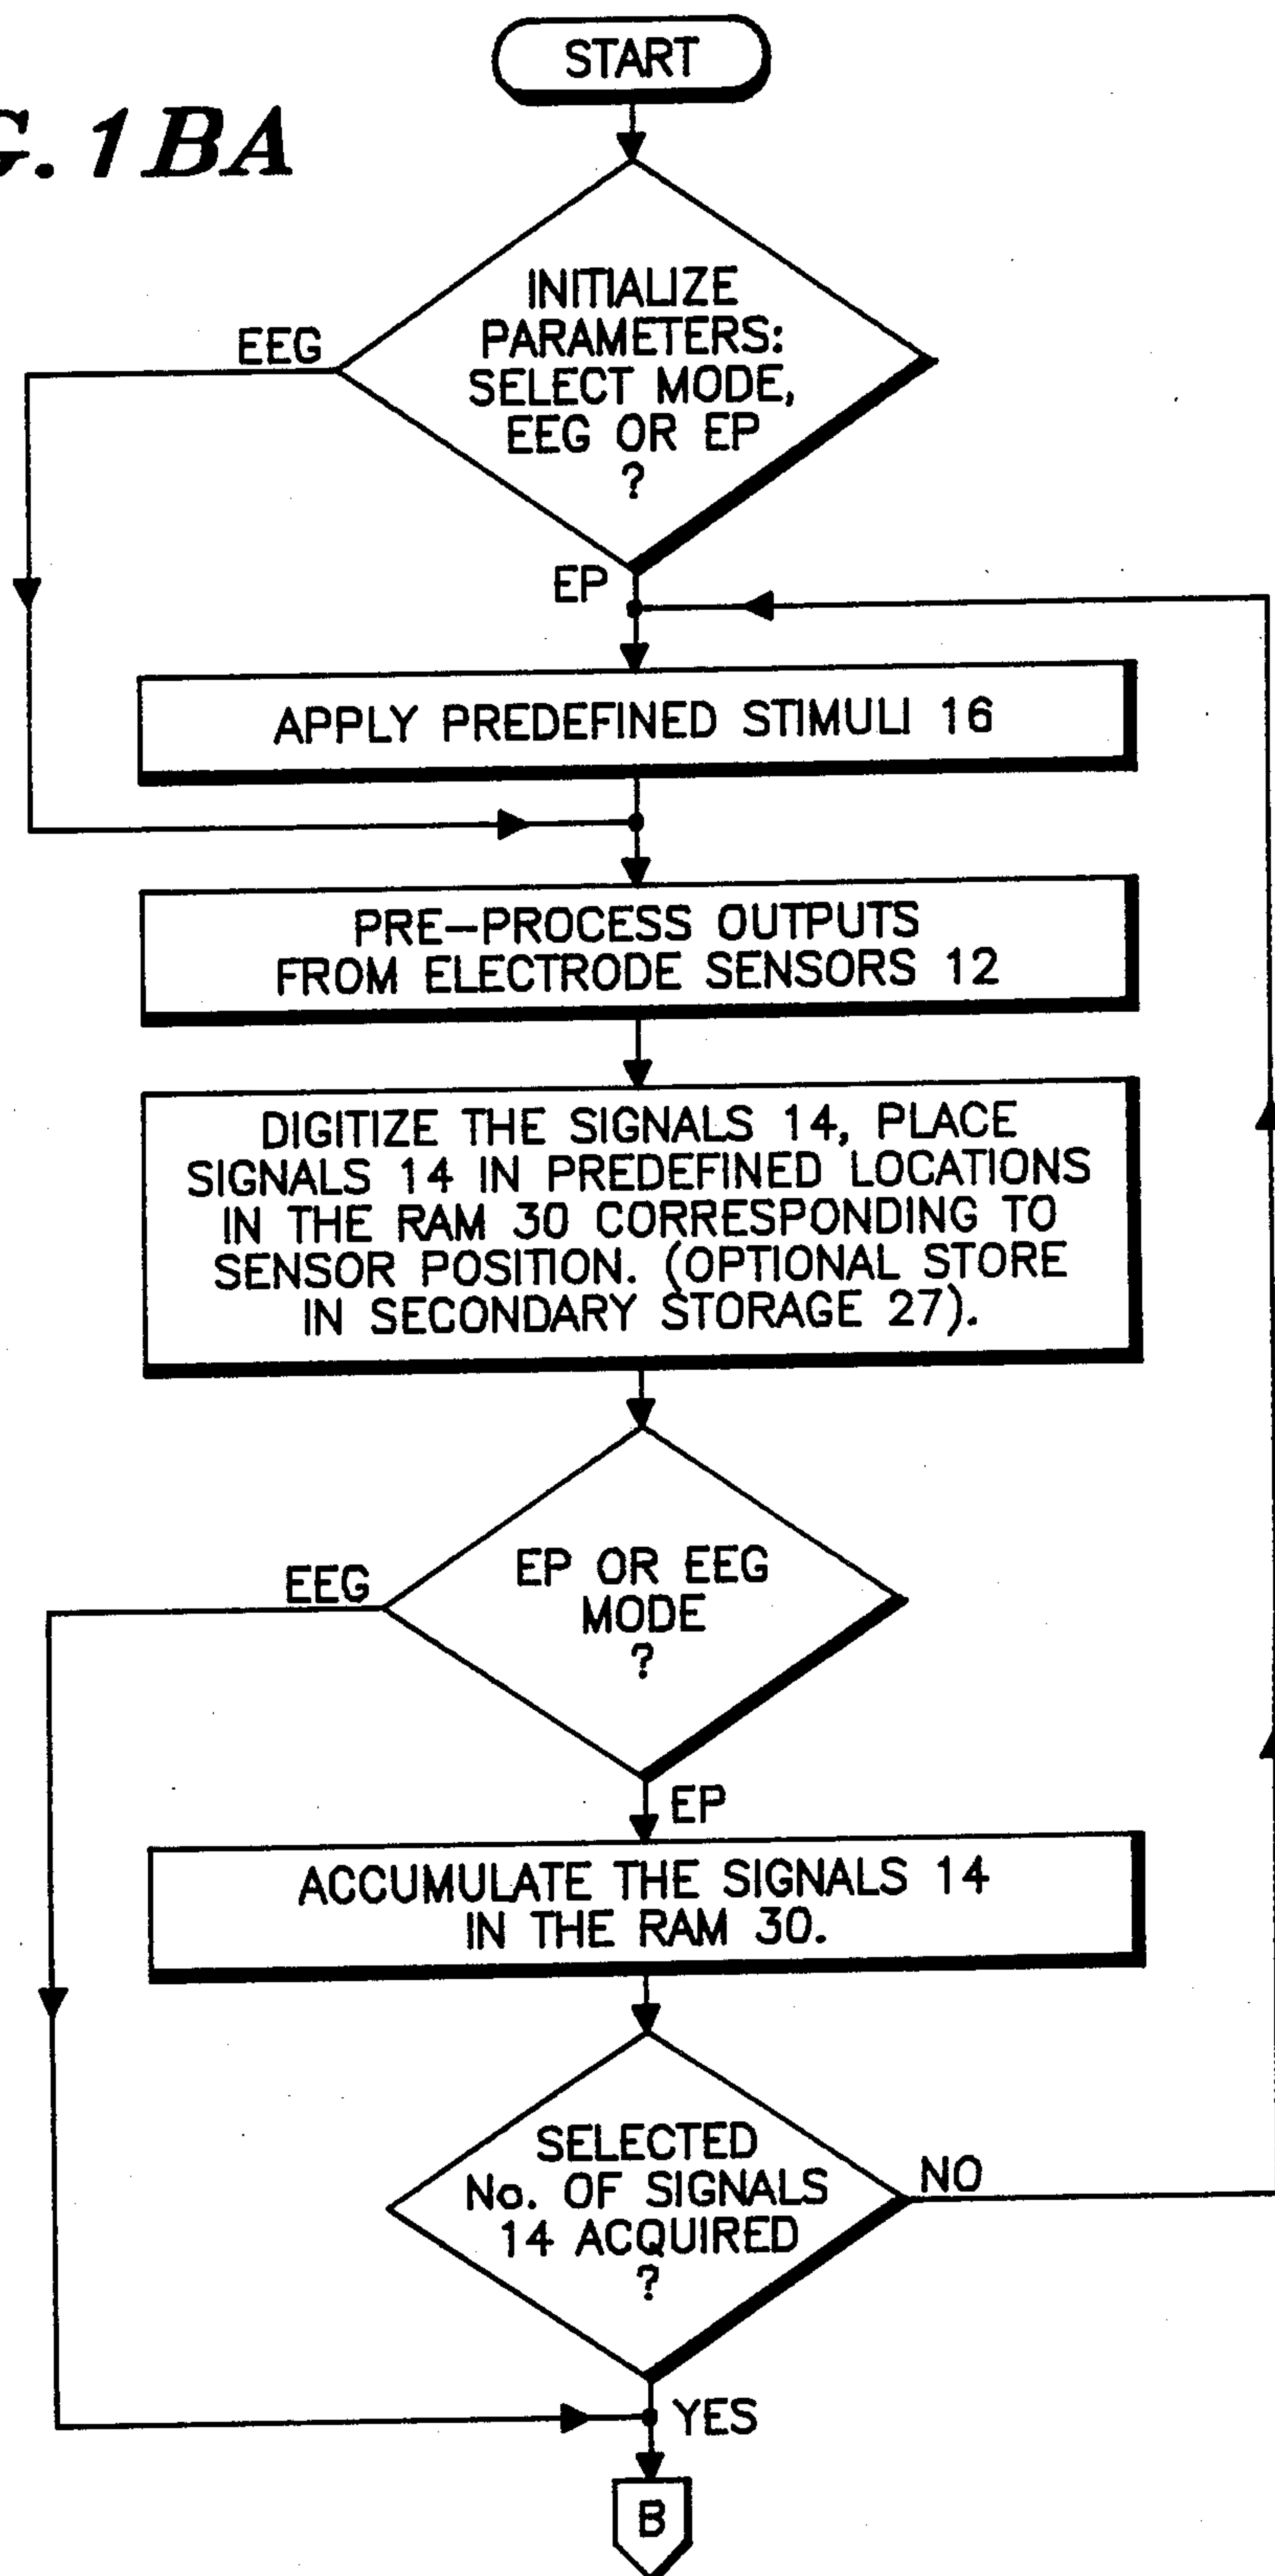 START
G. 1BA
INITIALIZE
PARAMETERS:
SELECT MODE,
EEG OR EP
?
EEG
EP
APPLY PREDEFINED STIMULI 16
PRE-PROCESS OUTPUTS
FROM ELECTRODE SENSORS 12
DIGITIZE THE SIGNALS 14, PLACE
SIGNALS 14 IN PREDEFINED LOCATIONS
IN THE RAM 30 CORRESPONDING TO
SENSOR POSITION. (OPTIONAL STORE
IN SECONDARY STORAGE 27).
EP OR EEG
MODE
?
EEG
EP
ACCUMULATE THE SIGNALS 14
IN THE RAM 30.
SELECTED
No. OF SIGNALS
14 ACQUIRED
?
NO
YES
B